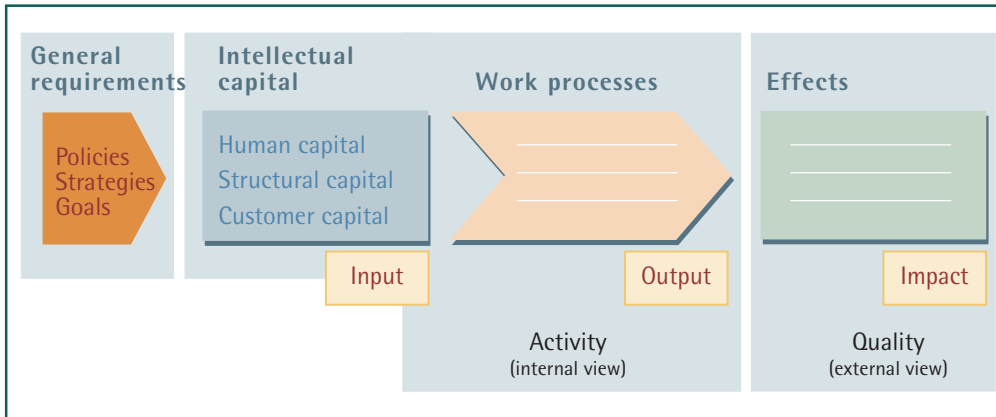 General
requirements
Policies
Strategies
Goals
Intellectual
capital
Human capital
Structural capital
Customer capital
Input
Work processes
Output
Activity
(internal view)
Effects
Impact
Quality
(external view)